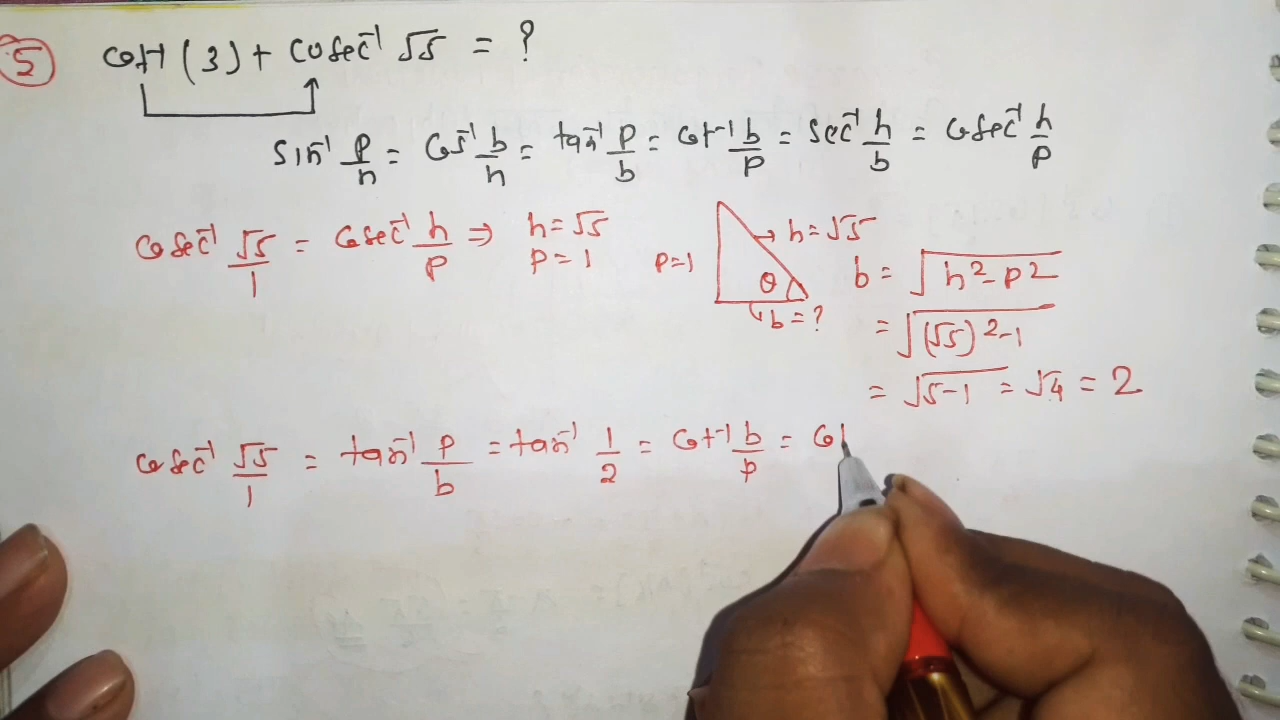 5 cot⁻¹(3) + cosec⁻¹ √5 = ?
sin⁻¹ p/h = cos⁻¹ b/h = tan⁻¹ p/b = cot⁻¹ b/p = sec⁻¹ h/b = cosec⁻¹ h/p
cosec⁻¹ √5/1 = cosec⁻¹ h/p ⇒ h = √5
p = 1
p=1
h=√5
θ
b = ?
b = √h²-p²
= √(√5)²-1
= √5-1 = √4 = 2
cosec⁻¹ √5/1 = tan⁻¹ p/b = tan⁻¹ 1/2 = cot⁻¹ b/p = co